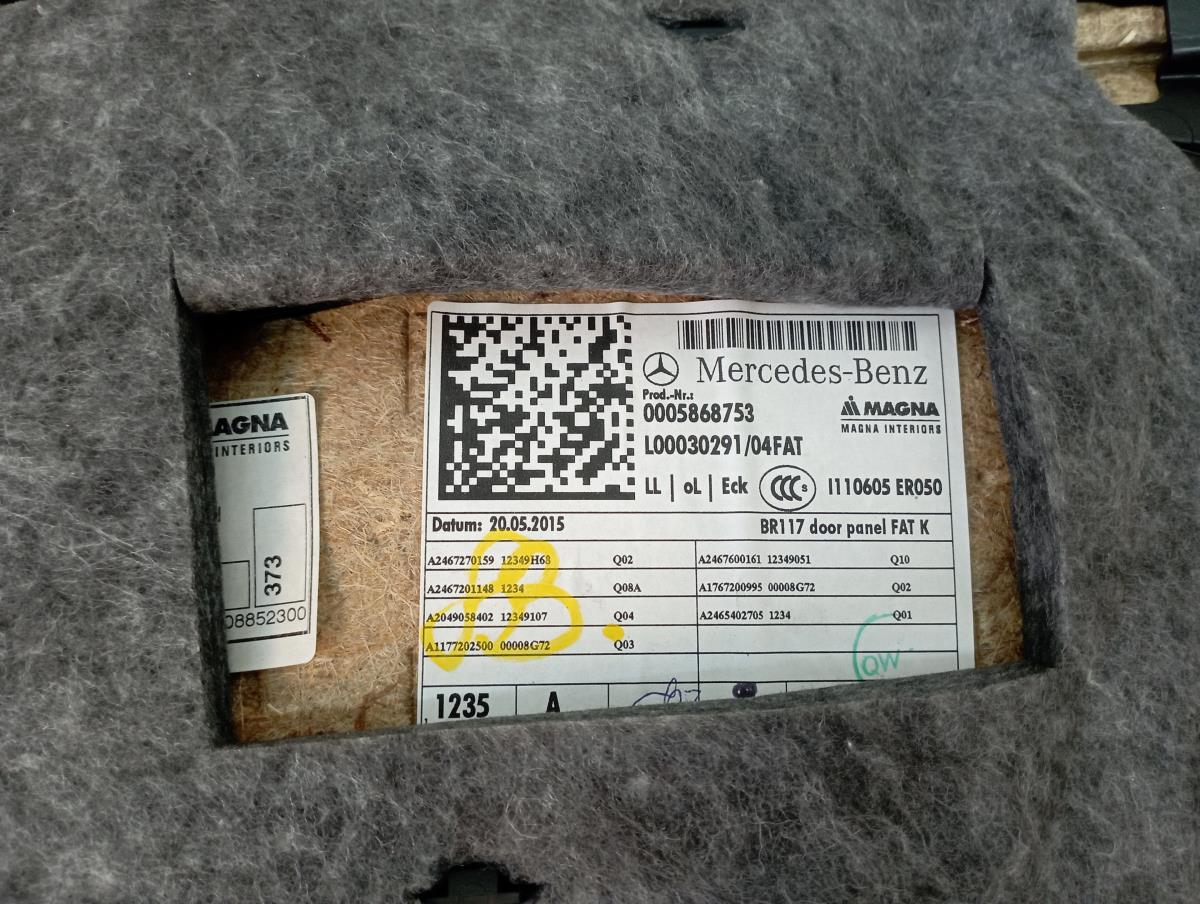 Mercedes-Benz
Prod.-Nr.:
0005868753
MAGNA
MAGNA INTERIORS
L00030291/04FAT
LL | oL | Eck CCC S I110605 ER050
Datum: 20.05.2015 BR117 door panel FAT K
A2467270159 12349H68 Q02 A2467600161 12349051 Q10
A2467201148 1234 Q08A A1767200995 00008G72 Q02
A2049058402 12349107 Q04 A2465402705 1234 Q01
A1177202500 00008G72 Q03
QW
1235 A
AGNA
INTERIORS
373
08852300